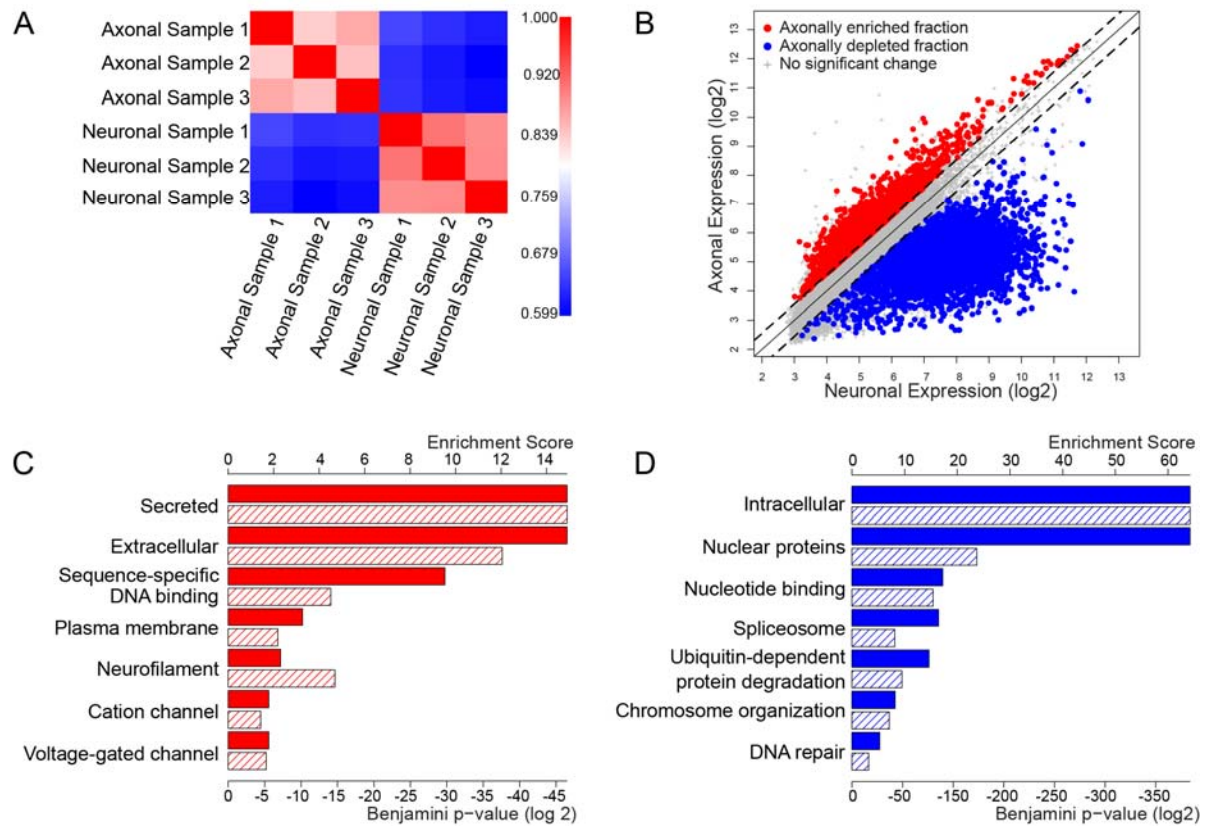 A
Axonal Sample 1
Axonal Sample 2
Axonal Sample 3
Neuronal Sample 1
Neuronal Sample 2
Neuronal Sample 3
Axonal Sample 1
Axonal Sample 2
Axonal Sample 3
Neuronal Sample 1
Neuronal Sample 2
Neuronal Sample 3
1.000
0.920
0.839
0.759
0.679
0.599
B
Axonally enriched fraction
Axonally depleted fraction
No significant change
Axonal Expression (log2)
13
12
11
10
9
8
7
6
5
4
3
2
2 3 4 5 6 7 8 9 10 11 12 13
Neuronal Expression (log2)
C
Enrichment Score
0 2 4 6 8 10 12 14
Secreted
Extracellular
Sequence-specific
DNA binding
Plasma membrane
Neurofilament
Cation channel
Voltage-gated channel
0 -5 -10 -15 -20 -25 -30 -35 -40 -45
Benjamini p-value (log 2)
D
Enrichment Score
0 10 20 30 40 50 60
Intracellular
Nuclear proteins
Nucleotide binding
Spliceosome
Ubiquitin-dependent
protein degradation
Chromosome organization
DNA repair
0 -50 -150 -200 -250 -300 -350
Benjamini p-value (log2)